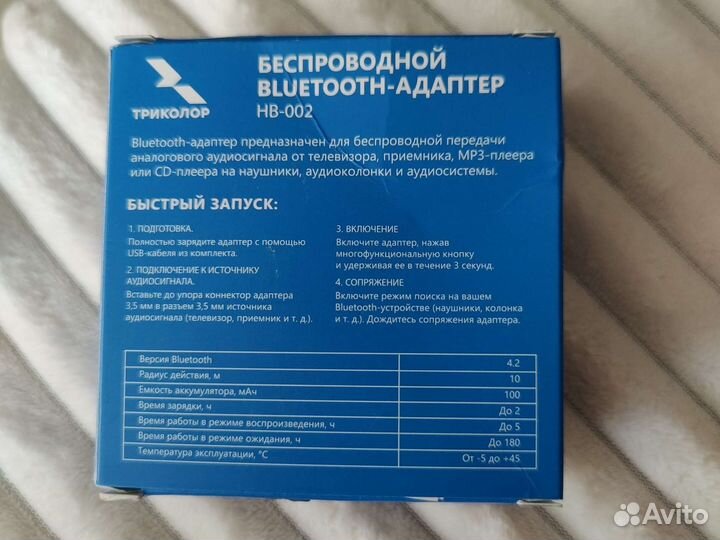 ТРИКОЛОР
БЕСПРОВОДНОЙ
BLUETOOTH-АДАПТЕР
HB-002
Bluetooth-адаптер предназначен для беспроводной передачи
аналогового аудиосигнала от телевизора, приемника, MP3-плеера
или CD-плеера на наушники, аудиоколонки и аудиосистемы.
БЫСТРЫЙ ЗАПУСК:
1. ПОДГОТОВКА.
Полностью зарядите адаптер с помощью
USB-кабеля из комплекта.
2. ПОДКЛЮЧЕНИЕ К ИСТОЧНИКУ
АУДИОСИГНАЛА.
Вставьте до упора коннектор адаптера
3,5 мм в разъем 3,5 мм источника
аудиосигнала (телевизор, приемник и т. д.).
3. ВКЛЮЧЕНИЕ
Включите адаптер, нажав
многофункциональную кнопку
и удерживая ее в течение 3 секунд.
4. СОПРЯЖЕНИЕ
Включите режим поиска на вашем
Bluetooth-устройстве (наушники, колонка
и т. д.). Дождитесь сопряжения адаптера.
Версия Bluetooth 4.2
Радиус действия, м 10
Емкость аккумулятора, мАч 100
Время зарядки, ч До 2
Время работы в режиме воспроизведения, ч До 5
Время работы в режиме ожидания, ч До 180
Температура эксплуатации, °C От -5 до +45
Avito